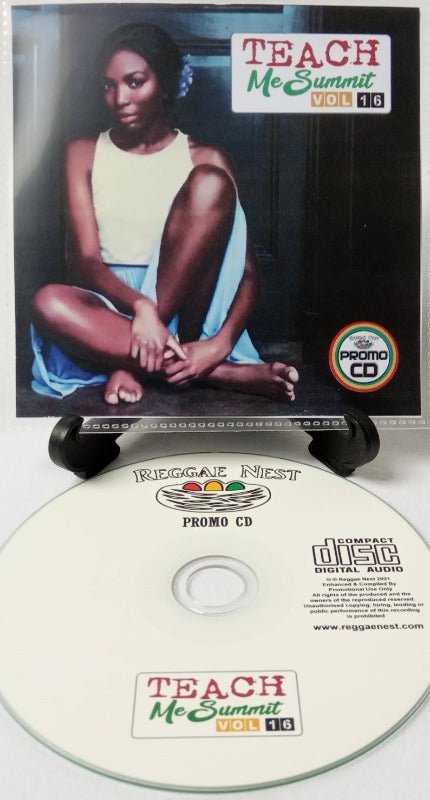 TEACH
Me Summit
VOL 16
REGGAE NEST
PROMO
CD
REGGAE NEST
PROMO CD
COMPACT
disc
DIGITAL AUDIO
© ® Reggae Nest 2021
Enhanced & Compiled By
Promotional Use Only
All rights of the produced and the
owners of the reproduced reserved.
Unauthorised copying, hiring, lending or
public performance of this recording
is prohibited
www.reggaenest.com
TEACH
Me Summit
VOL 16